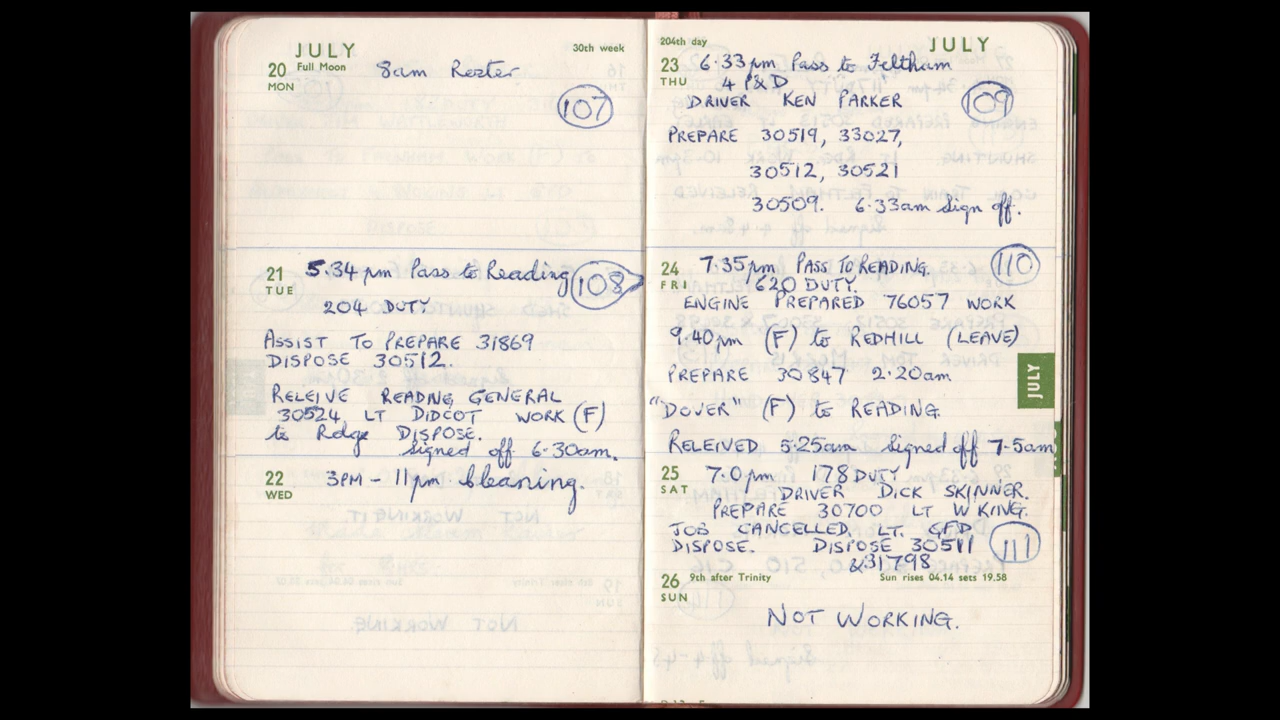 JULY
30th week
20 Full Moon 8am Roster
MON
107
21 5.34pm Pass to Reading 108
TUE
204 DUTY
ASSIST TO PREPARE 31869
DISPOSE 30512.
RELEIVE READING GENERAL
30524 LT DIDCOT WORK (F)
to Rdge DISPOSE.
Signed off 6.30am.
22 3PM - 11pm Cleaning.
WED
204th day JULY
23 6.33pm Pass to Feltham
THU 4 P&D 109
DRIVER KEN PARKER
PREPARE 30519, 33027,
30512, 30521
30509. 6.33am Sign off.
24 7.35pm PASS TO READING. 110
FRI 620 DUTY.
ENGINE PREPARED 76057 WORK
9.40pm (F) to REDHILL (LEAVE)
PREPARE 30847 2.20am
"DOVER" (F) to READING.
RELEIVED 5.25am Signed off 7-5am
25 7.0pm 178 DUTY
SAT DRIVER DICK SKINNER.
PREPARE 30700 LT WKING.
JOB CANCELLED. LT. GFD
DISPOSE. DISPOSE 30511 111
&31798
26 9th after Trinity Sun rises 04.14 sets 19.58
SUN
NOT WORKING.
JULY